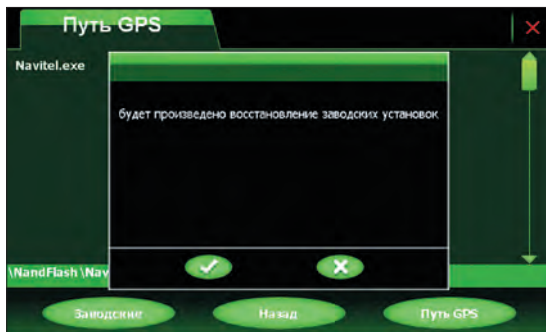 Путь GPS
Navitel.exe
будет произведено восстановление заводских установок
\NandFlash\Nav
Заводские
Назад
Путь GPS